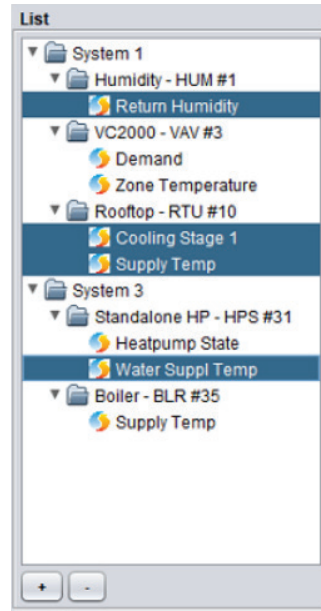 List
System 1
Humidity - HUM #1
Return Humidity
VC2000 - VAV #3
Demand
Zone Temperature
Rooftop - RTU #10
Cooling Stage 1
Supply Temp
System 3
Standalone HP - HPS #31
Heatpump State
Water Suppl Temp
Boiler - BLR #35
Supply Temp
+ -